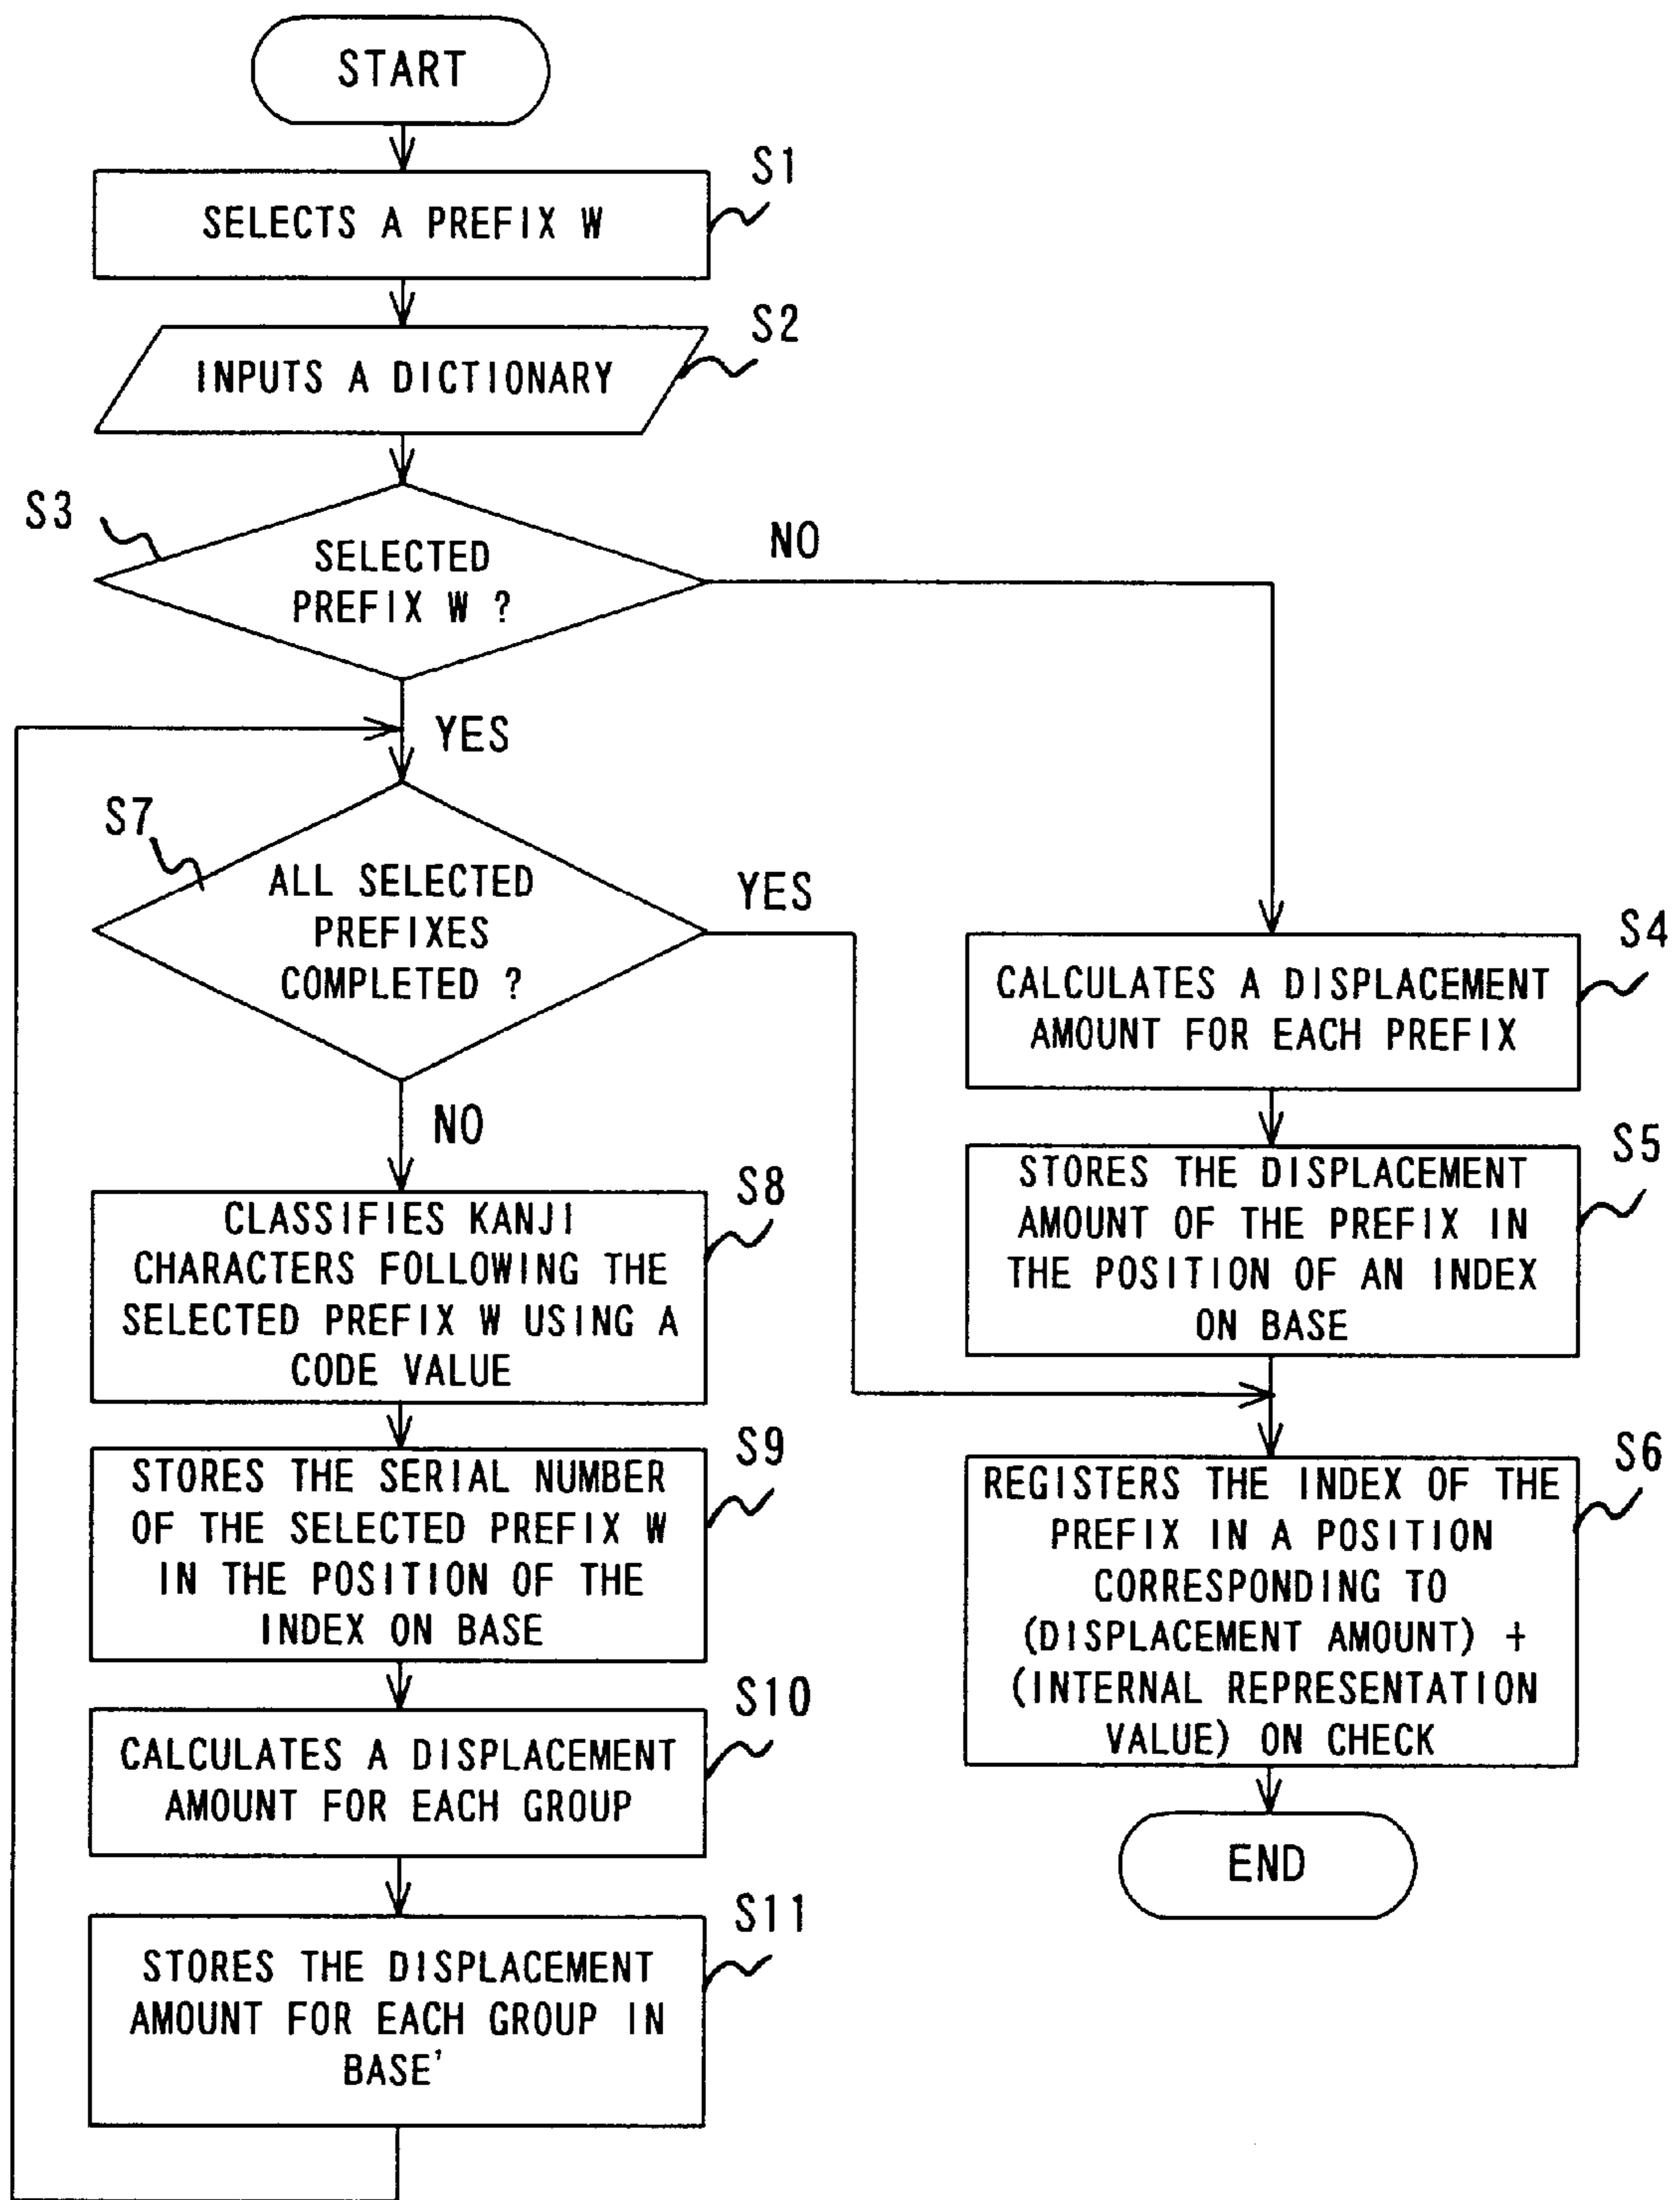 START
S1
SELECTS A PREFIX W
S2
INPUTS A DICTIONARY
S3
SELECTED
PREFIX W ?
NO
YES
S7
ALL SELECTED
PREFIXES
COMPLETED ?
YES
NO
S8
CLASSIFIES KANJI
CHARACTERS FOLLOWING THE
SELECTED PREFIX W USING A
CODE VALUE
S9
STORES THE SERIAL NUMBER
OF THE SELECTED PREFIX W
IN THE POSITION OF THE
INDEX ON BASE
S10
CALCULATES A DISPLACEMENT
AMOUNT FOR EACH GROUP
S11
STORES THE DISPLACEMENT
AMOUNT FOR EACH GROUP IN
BASE'
S4
CALCULATES A DISPLACEMENT
AMOUNT FOR EACH PREFIX
S5
STORES THE DISPLACEMENT
AMOUNT OF THE PREFIX IN
THE POSITION OF AN INDEX
ON BASE
S6
REGISTERS THE INDEX OF THE
PREFIX IN A POSITION
CORRESPONDING TO
(DISPLACEMENT AMOUNT) +
(INTERNAL REPRESENTATION
VALUE) ON CHECK
END